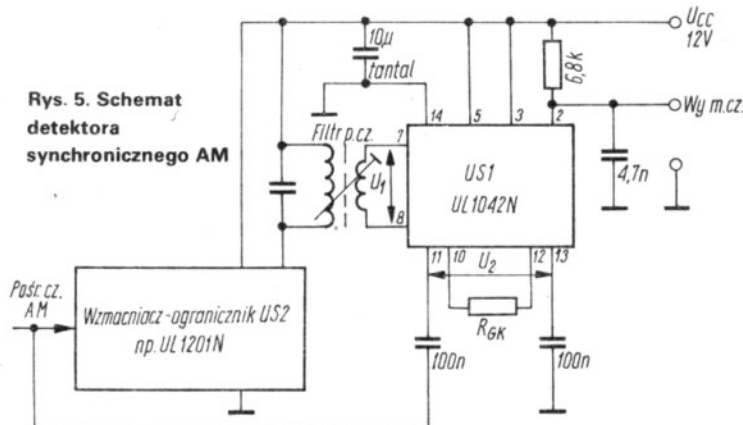 Rys. 5. Schemat
detektora
synchronicznego AM
10µ
tantal
Filtr p.cz.
UCC
12V
6,8k
Wy m.cz.
4,7n
14
5
3
2
7
8
U1
US1
UL1042N
11
10
12
13
U2
RGK
100n
100n
Pośr. cz.
AM
Wzmacniacz-ogranicznik US2
np. UL1201N